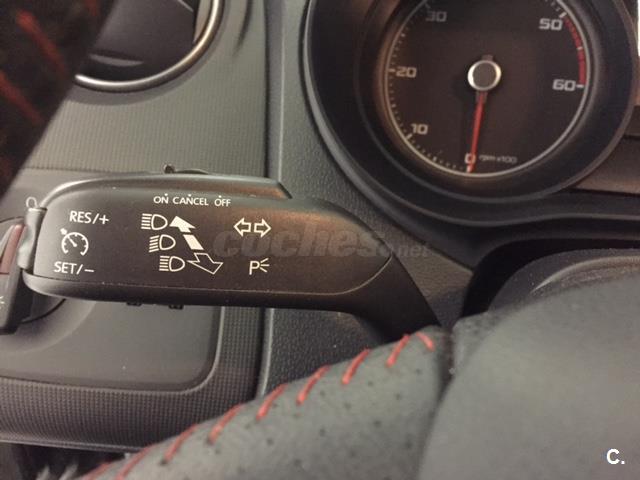 30
50
20
60
10
0
rpm x100
ON CANCEL OFF
RES/+
SET/-
P
coches.net
C.